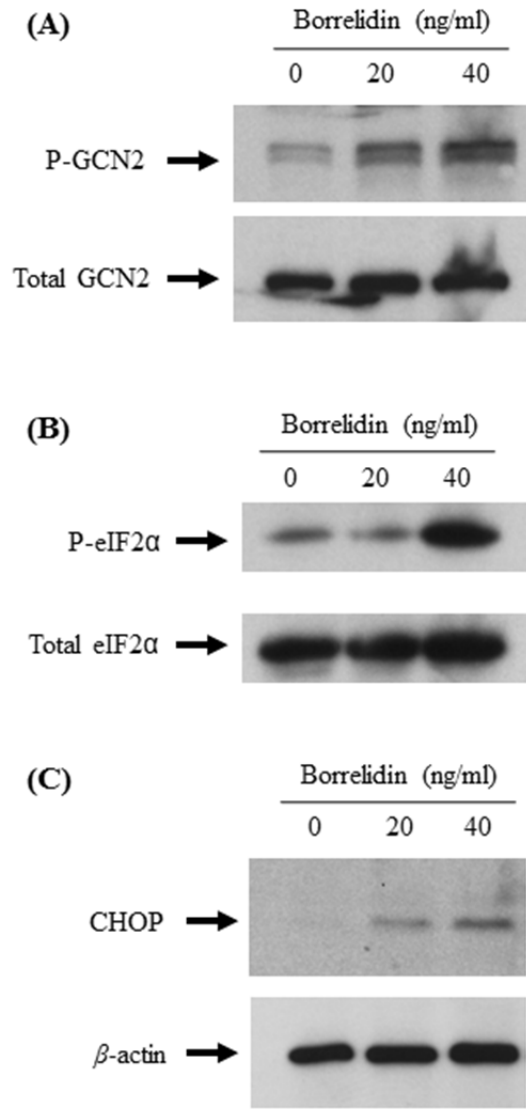 (A)
Borrelidin (ng/ml)
0 20 40
P-GCN2
Total GCN2
(B)
Borrelidin (ng/ml)
0 20 40
P-eIF2α
Total eIF2α
(C)
Borrelidin (ng/ml)
0 20 40
CHOP
β-actin